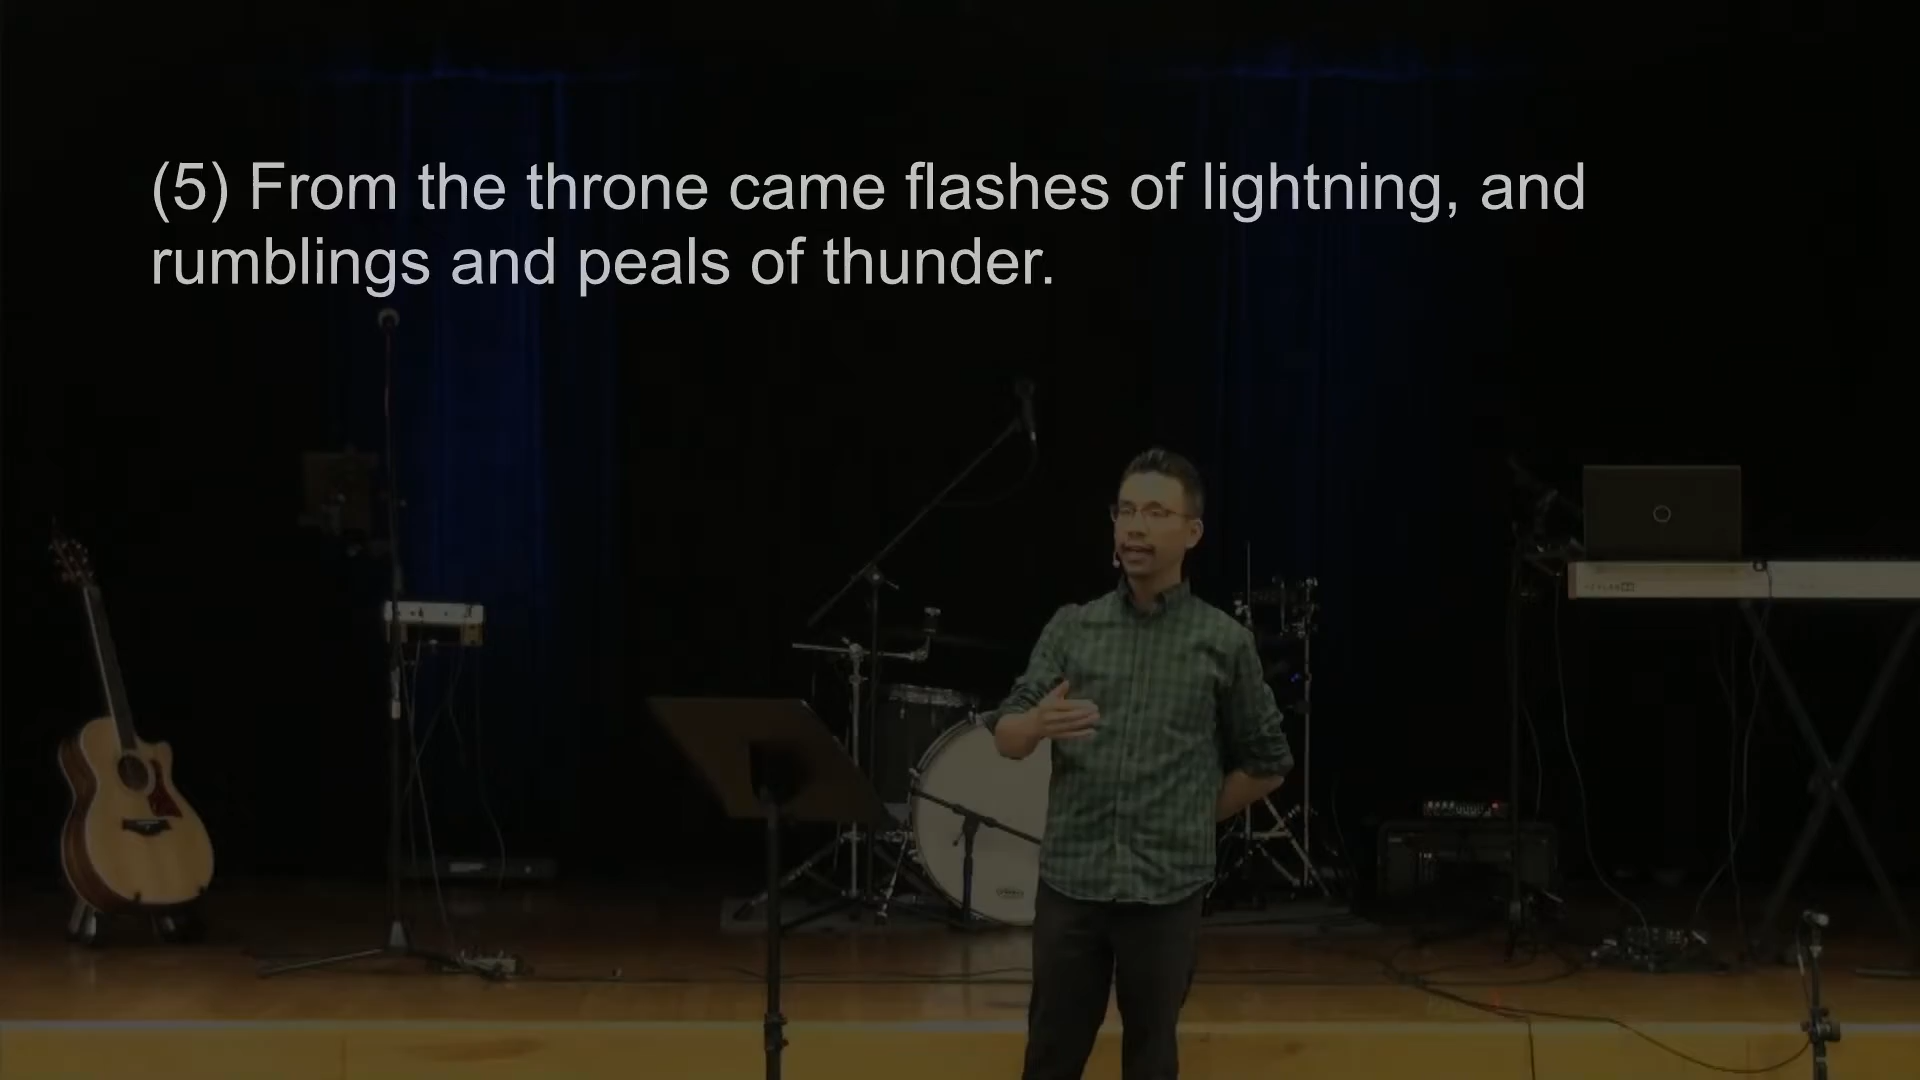 (5) From the throne came flashes of lightning, and
rumblings and peals of thunder.